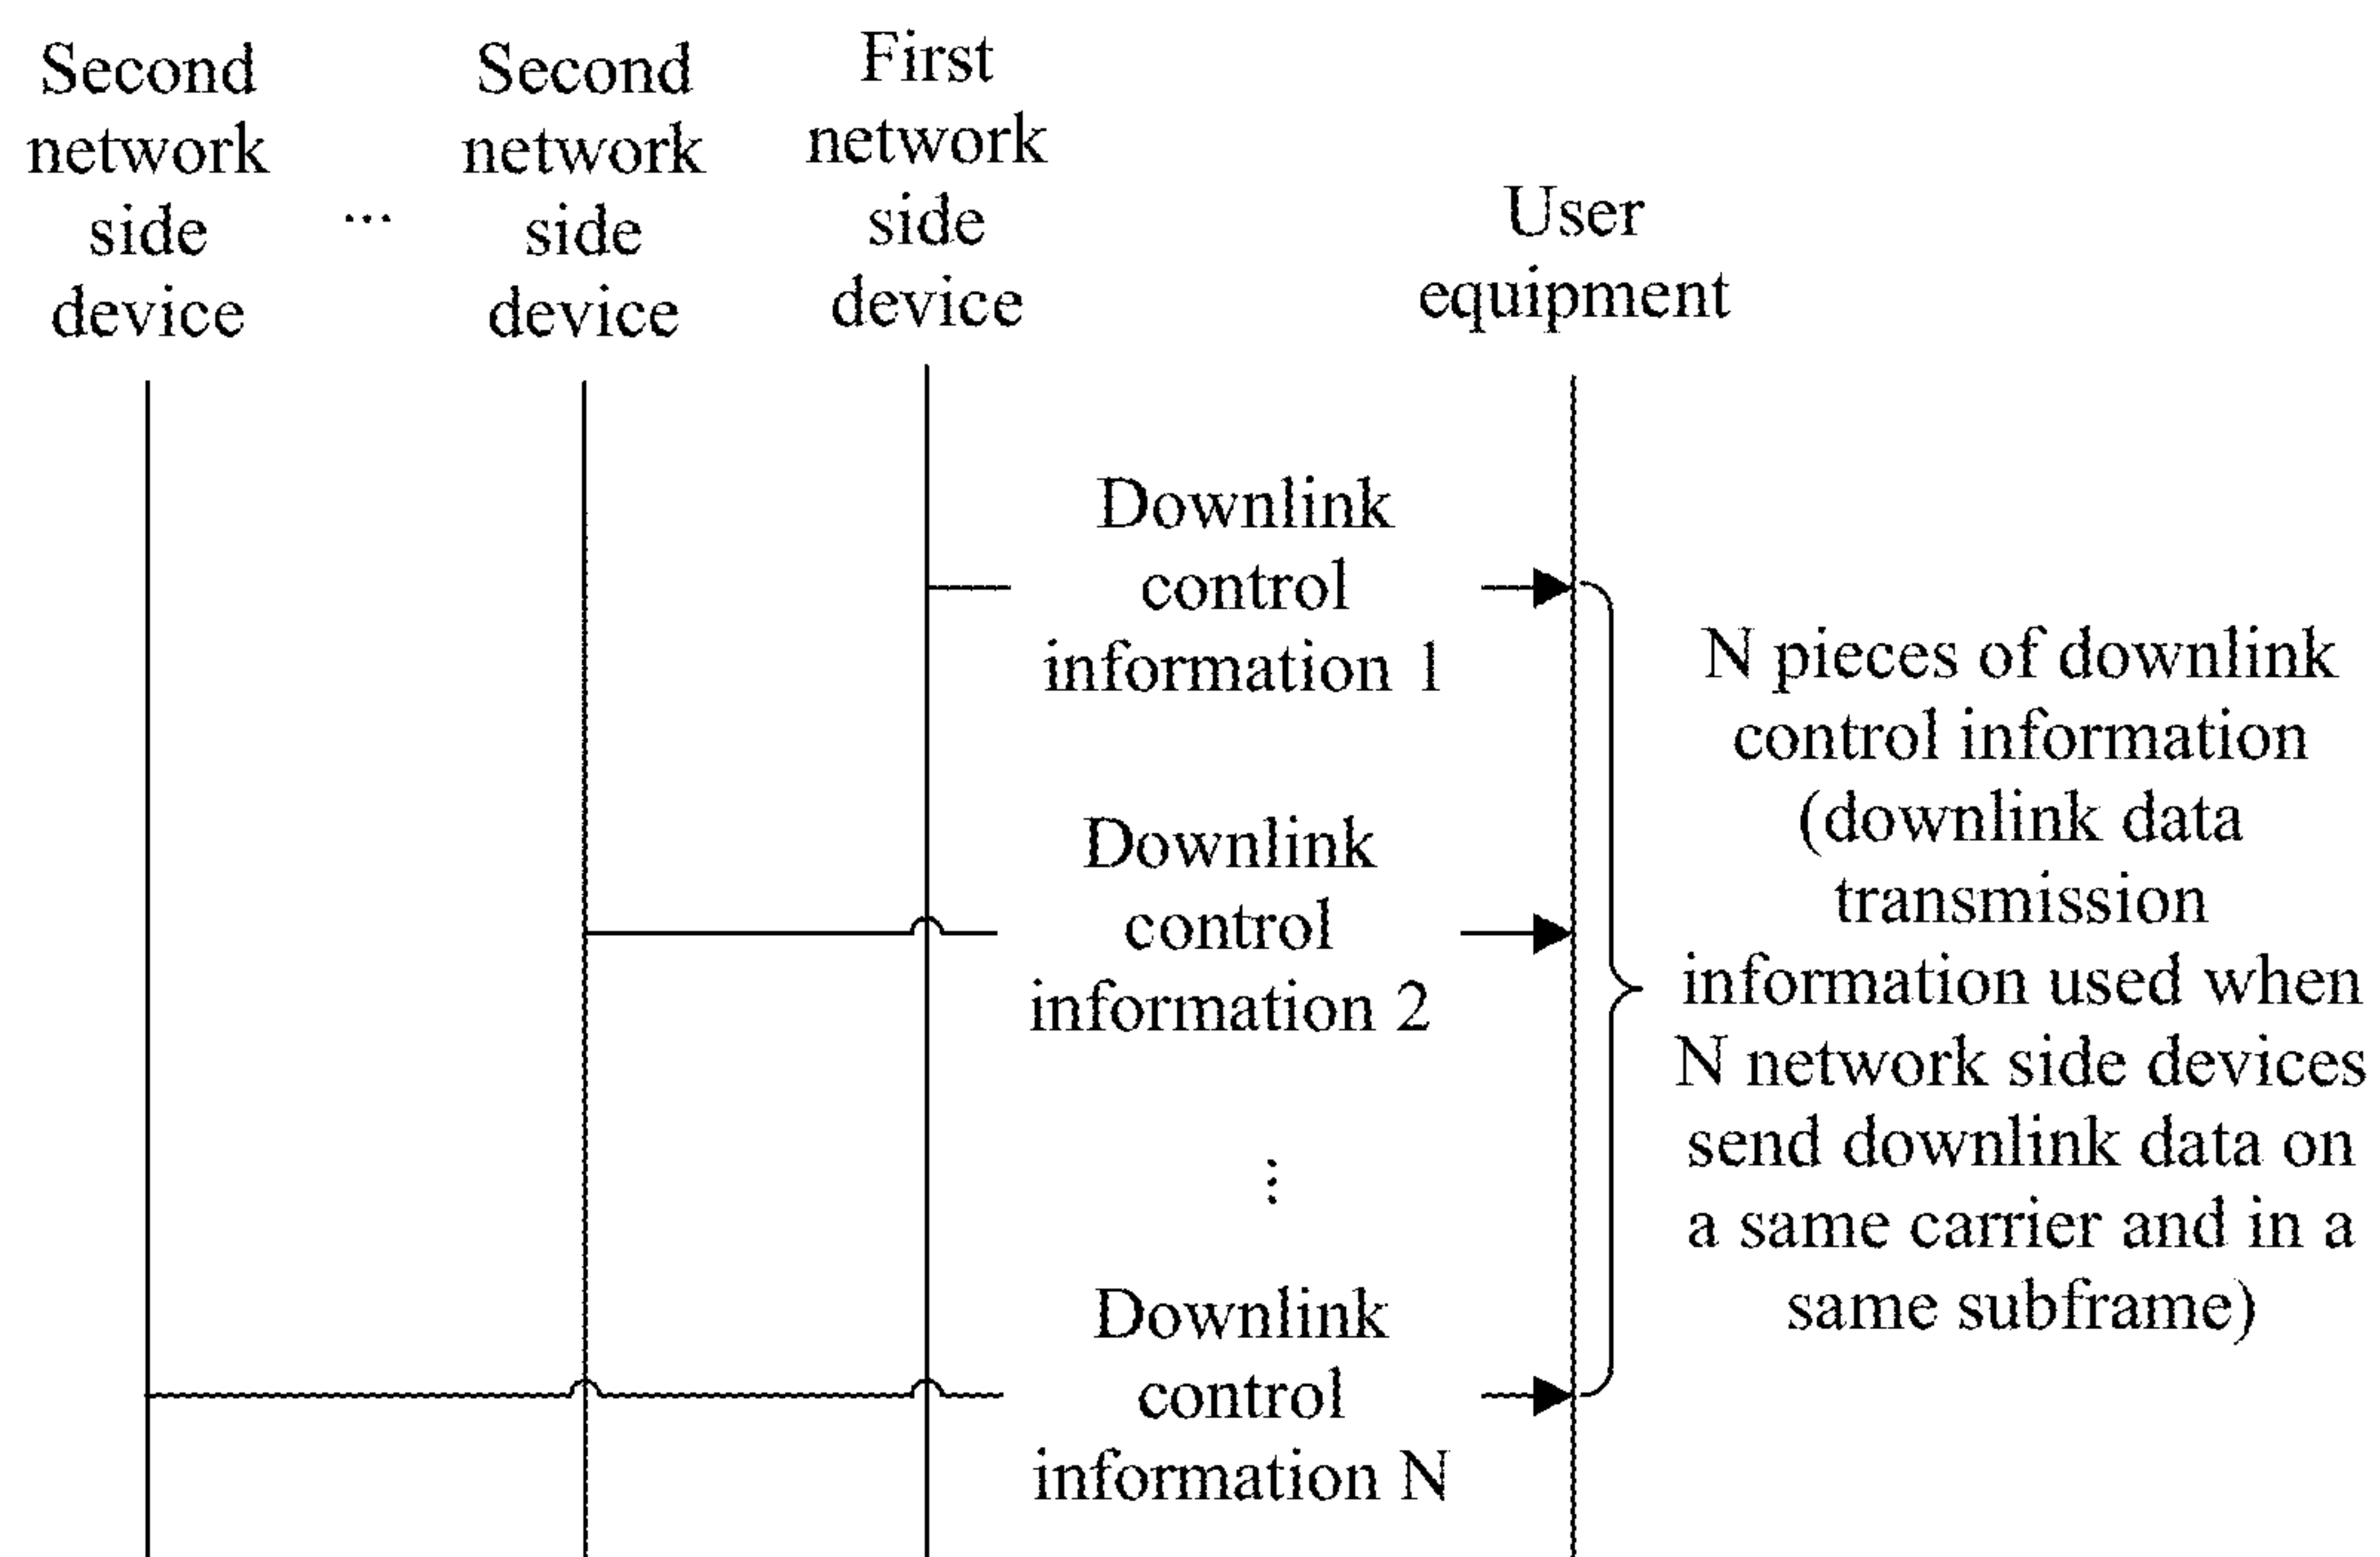 Second
network
side
device
...
Second
network
side
device
First
network
side
device
User
equipment
Downlink
control
information 1
Downlink
control
information 2
⋮
Downlink
control
information N
N pieces of downlink
control information
(downlink data
transmission
information used when
N network side devices
send downlink data on
a same carrier and in a
same subframe)